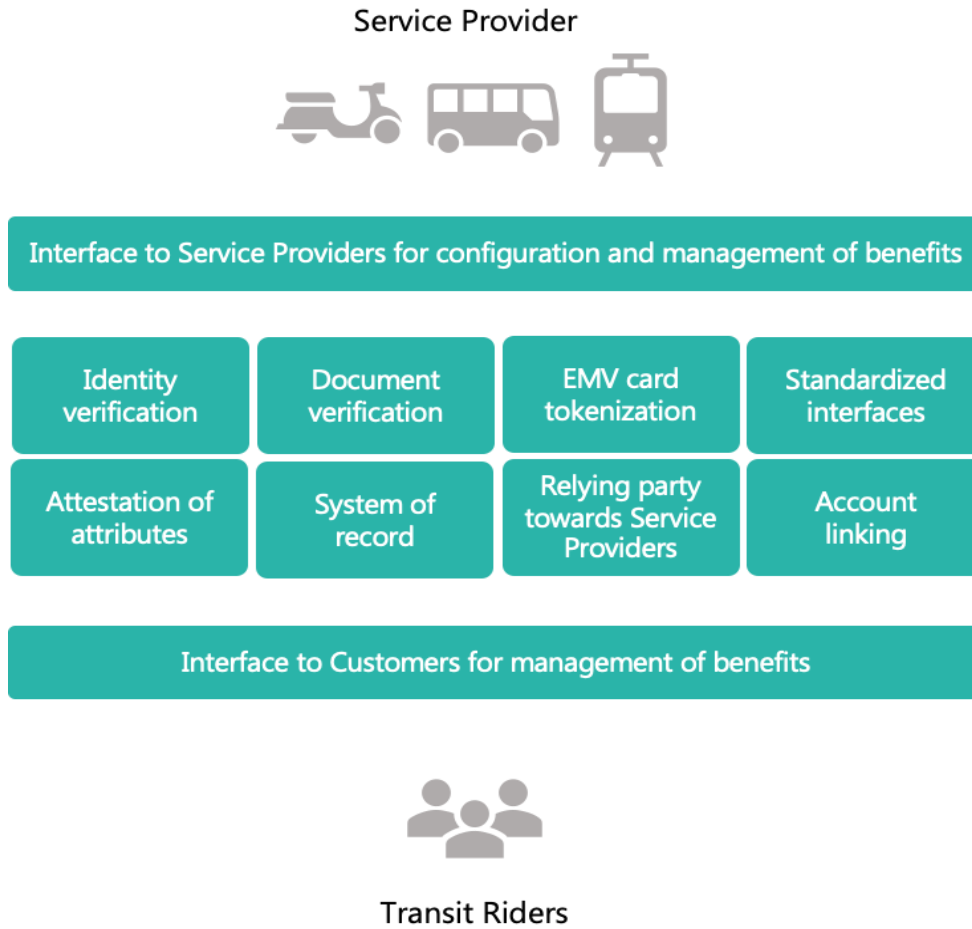 Service Provider
Interface to Service Providers for configuration and management of benefits
Identity
verification
Document
verification
EMV card
tokenization
Standardized
interfaces
Attestation of
attributes
System of
record
Relying party
towards Service
Providers
Account
linking
Interface to Customers for management of benefits
Transit Riders